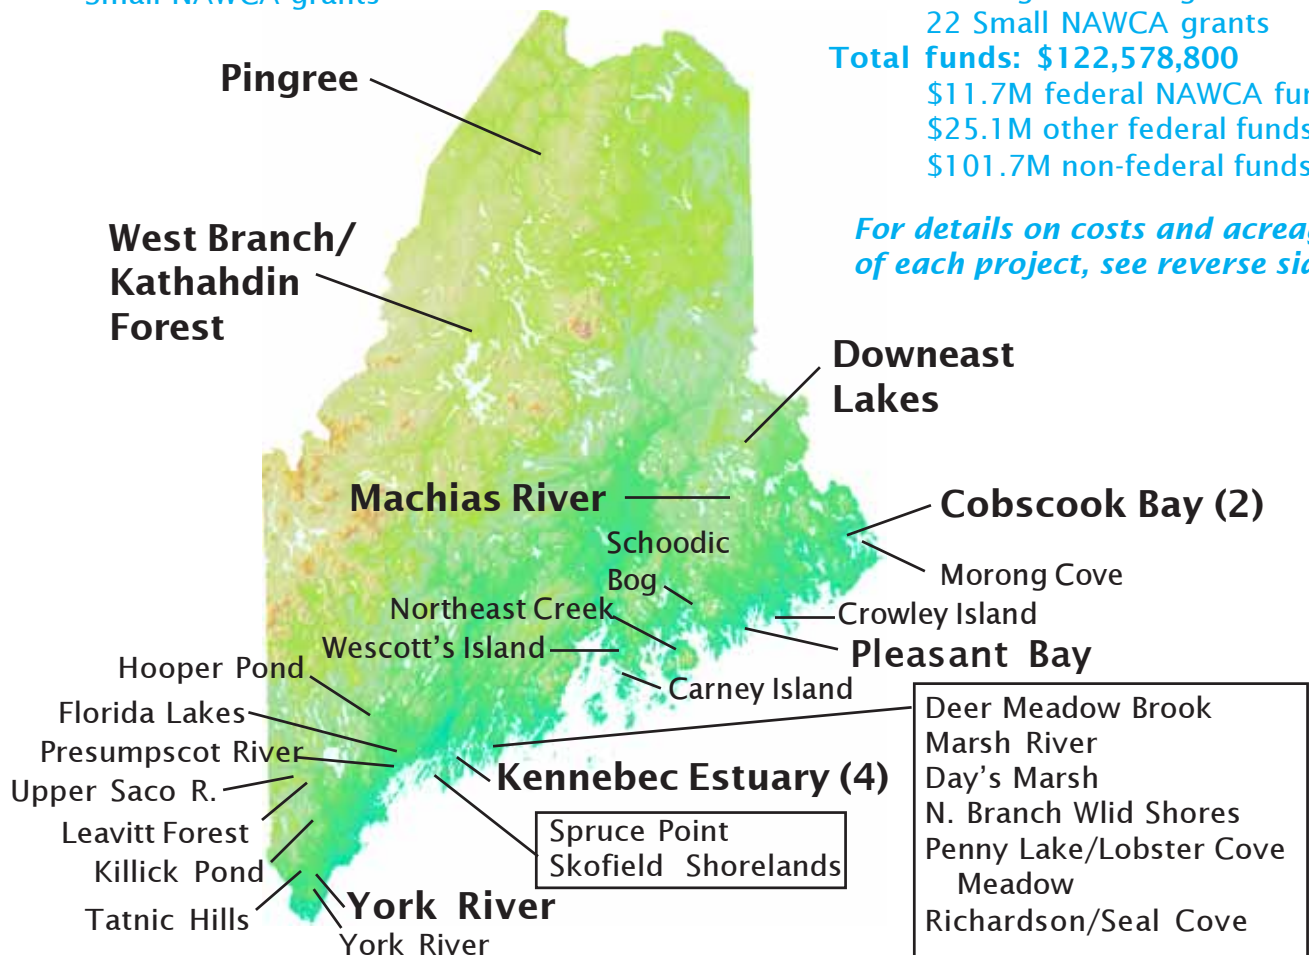 Small NAWCA grants
22 Small NAWCA grants
Total funds: $122,578,800
$11.7M federal NAWCA fun
$25.1M other federal funds
$101.7M non-federal funds
For details on costs and acreag
of each project, see reverse sid
Pingree
West Branch/
Kathahdin
Forest
Downeast
Lakes
Machias River
Cobscook Bay (2)
Schoodic
Bog
Morong Cove
Northeast Creek
Crowley Island
Wescott's Island
Pleasant Bay
Carney Island
Hooper Pond
Florida Lakes
Presumpscot River
Upper Saco R.
Leavitt Forest
Killick Pond
Tatnic Hills
Kennebec Estuary (4)
Spruce Point
Skofield Shorelands
York River
York River
Deer Meadow Brook
Marsh River
Day's Marsh
N. Branch Wlid Shores
Penny Lake/Lobster Cove
Meadow
Richardson/Seal Cove